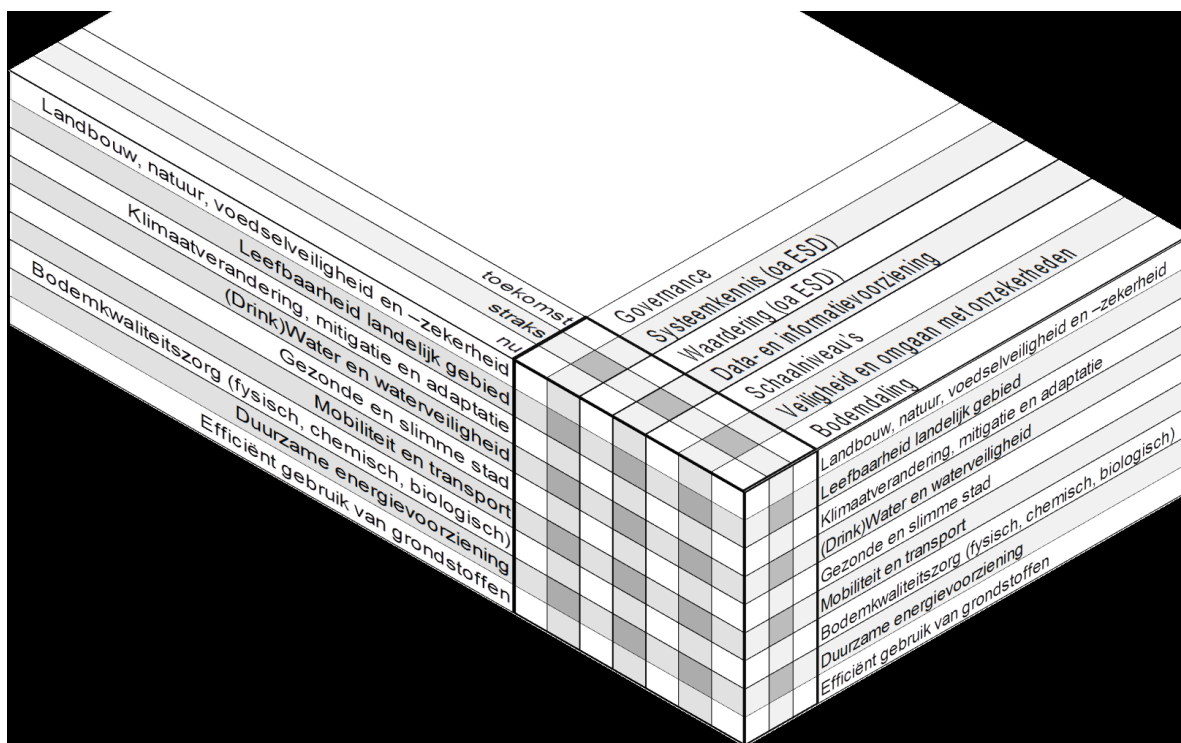 toekomst
straks
nu
Governance
Systeemkennis (oa ESD)
Waardering (oa ESD)
Data- en informatievoorziening
Schaalniveau's
Veiligheid en omgaan met onzekerheden
Bodemdaling
Landbouw, natuur, voedselveiligheid en –zekerheid
Leefbaarheid landelijk gebied
Klimaatverandering, mitigatie en adaptatie
(Drink)Water en waterveiligheid
Gezonde en slimme stad
Mobiliteit en transport
Bodemkwaliteitszorg (fysisch, chemisch, biologisch)
Duurzame energievoorziening
Efficiënt gebruik van grondstoffen
Landbouw, natuur, voedselveiligheid en –zekerheid
Leefbaarheid landelijk gebied
Klimaatverandering, mitigatie en adaptatie
(Drink)Water en waterveiligheid
Gezonde en slimme stad
Mobiliteit en transport
Bodemkwaliteitszorg (fysisch, chemisch, biologisch)
Duurzame energievoorziening
Efficiënt gebruik van grondstoffen